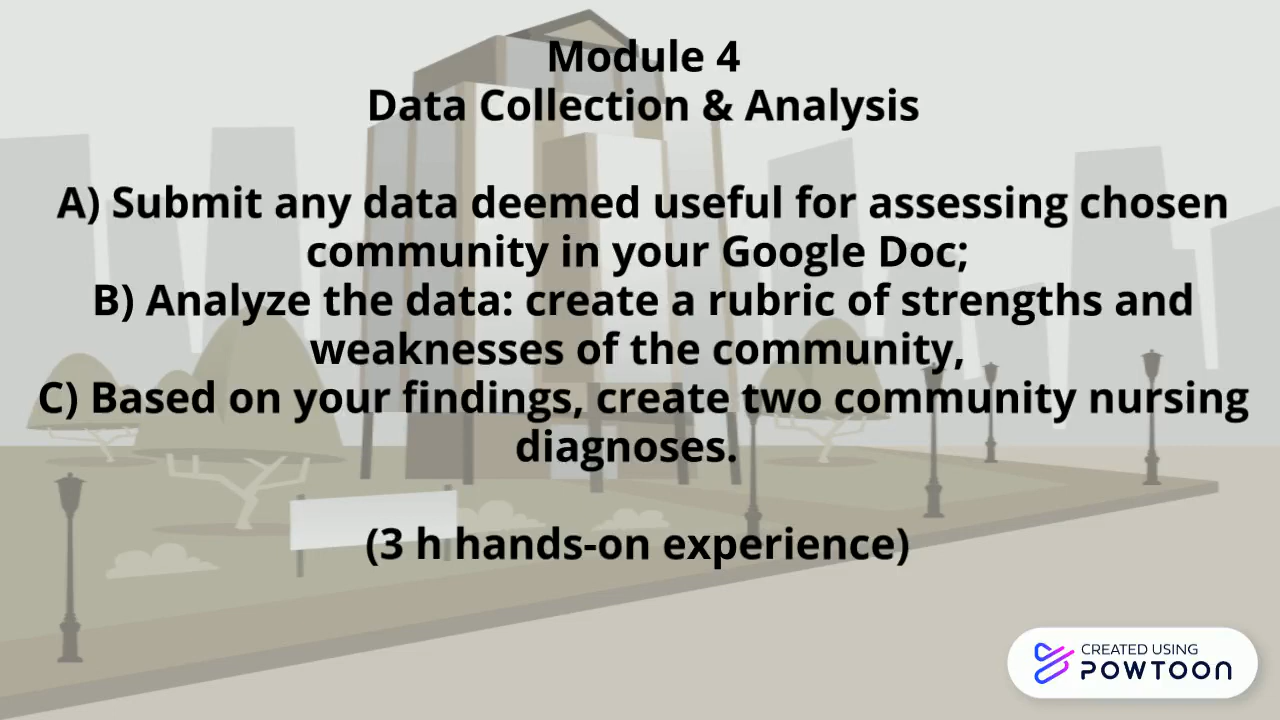 Module 4
Data Collection & Analysis
A) Submit any data deemed useful for assessing chosen
community in your Google Doc;
B) Analyze the data: create a rubric of strengths and
weaknesses of the community,
C) Based on your findings, create two community nursing
diagnoses.
(3 h hands-on experience)
CREATED USING
POWTOON